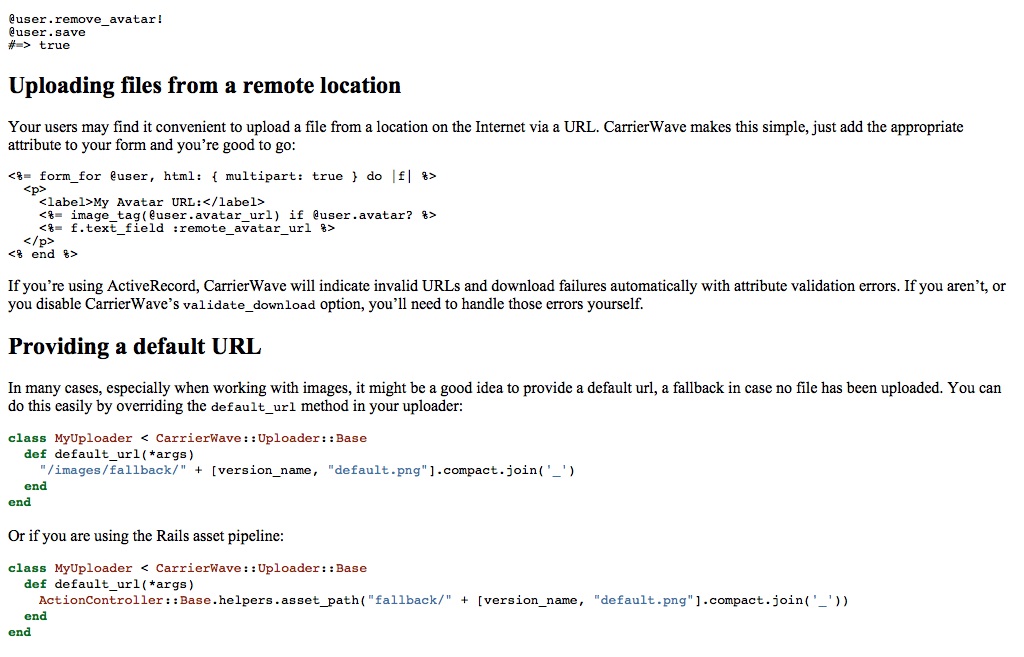 @user.remove_avatar!
@user.save
#=> true
Uploading files from a remote location
Your users may find it convenient to upload a file from a location on the Internet via a URL. CarrierWave makes this simple, just add the appropriate
attribute to your form and you’re good to go:
<%= form_for @user, html: { multipart: true } do |f| %>
  <p>
    <label>My Avatar URL:</label>
    <%= image_tag(@user.avatar_url) if @user.avatar? %>
    <%= f.text_field :remote_avatar_url %>
  </p>
<% end %>
If you’re using ActiveRecord, CarrierWave will indicate invalid URLs and download failures automatically with attribute validation errors. If you aren’t, or
you disable CarrierWave’s validate_download option, you’ll need to handle those errors yourself.
Providing a default URL
In many cases, especially when working with images, it might be a good idea to provide a default url, a fallback in case no file has been uploaded. You can
do this easily by overriding the default_url method in your uploader:
class MyUploader < CarrierWave::Uploader::Base
  def default_url(*args)
    "/images/fallback/" + [version_name, "default.png"].compact.join('_')
  end
end
Or if you are using the Rails asset pipeline:
class MyUploader < CarrierWave::Uploader::Base
  def default_url(*args)
    ActionController::Base.helpers.asset_path("fallback/" + [version_name, "default.png"].compact.join('_'))
  end
end